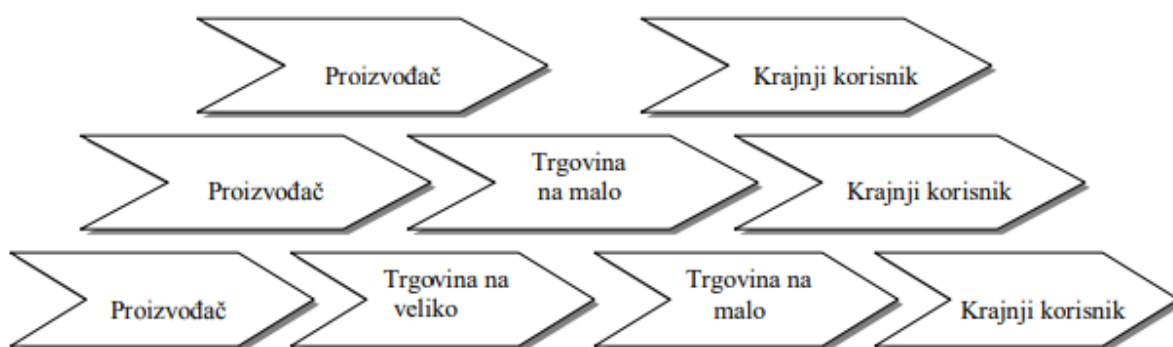 Proizvođač
Krajnji korisnik
Proizvođač
Trgovina
na malo
Krajnji korisnik
Proizvođač
Trgovina na
veliko
Trgovina na
malo
Krajnji korisnik